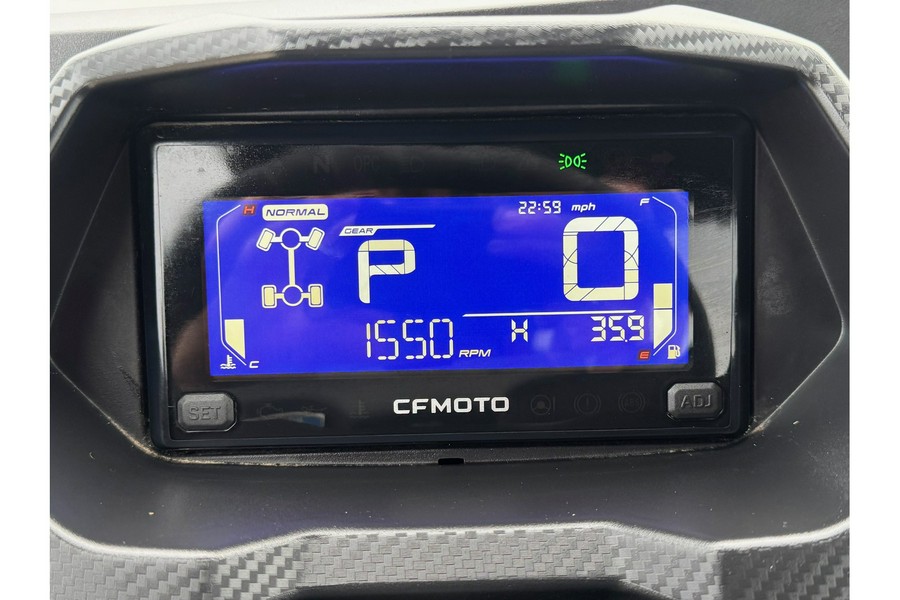 H NORMAL 22:59 mph F
GEAR
P 0
1550 RPM H 35.9
C E
SET CFMOTO ADJ